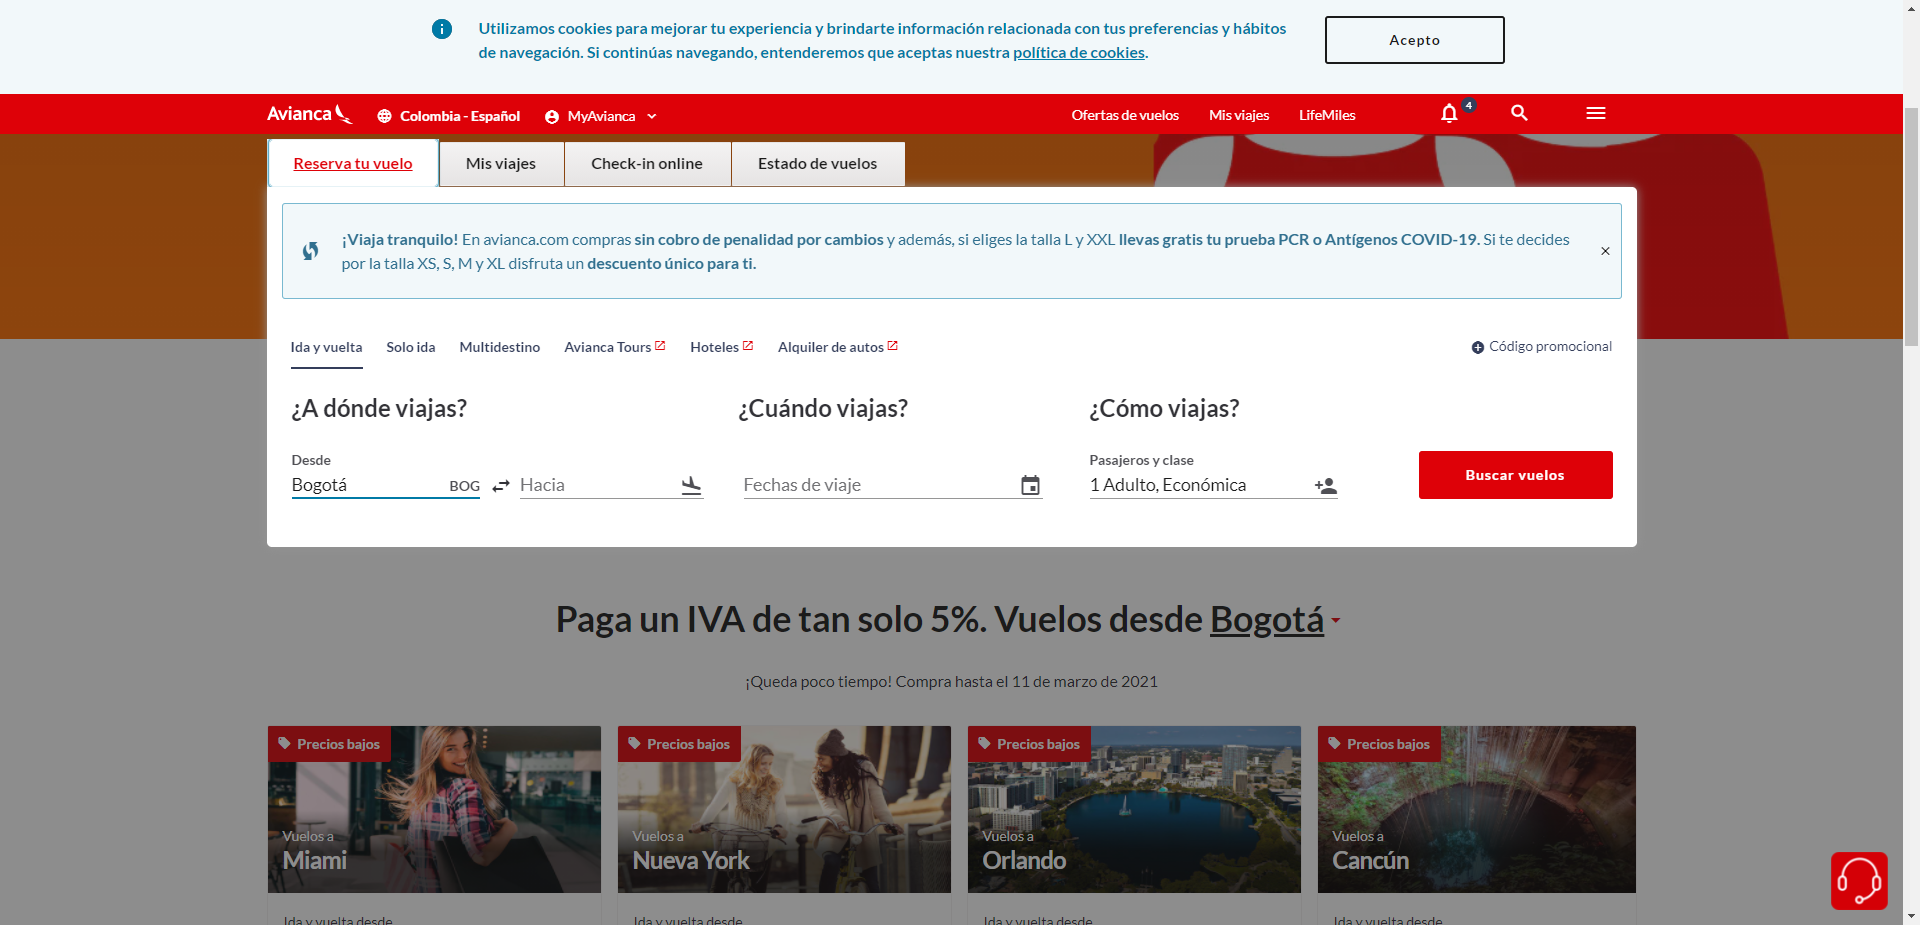 Utilizamos cookies para mejorar tu experiencia y brindarte información relacionada con tus preferencias y hábitos
de navegación. Si continúas navegando, entenderemos que aceptas nuestra política de cookies.
Acepto
Avianca
Colombia - Español
MyAvianca
Ofertas de vuelos
Mis viajes
LifeMiles
4
Reserva tu vuelo
Mis viajes
Check-in online
Estado de vuelos
¡Viaja tranquilo! En avianca.com compras sin cobro de penalidad por cambios y además, si eliges la talla L y XXL llevas gratis tu prueba PCR o Antígenos COVID-19. Si te decides
por la talla XS, S, M y XL disfruta un descuento único para ti.
Ida y vuelta
Solo ida
Multidestino
Avianca Tours
Hoteles
Alquiler de autos
Código promocional
¿A dónde viajas?
¿Cuándo viajas?
¿Cómo viajas?
Desde
Bogotá
BOG
Hacia
Fechas de viaje
Pasajeros y clase
1 Adulto, Económica
Buscar vuelos
Paga un IVA de tan solo 5%. Vuelos desde Bogotá
¡Queda poco tiempo! Compra hasta el 11 de marzo de 2021
Precios bajos
Vuelos a
Miami
Ida y vuelta desde
Precios bajos
Vuelos a
Nueva York
Ida y vuelta desde
Precios bajos
Vuelos a
Orlando
Ida y vuelta desde
Precios bajos
Vuelos a
Cancún
Ida y vuelta desde